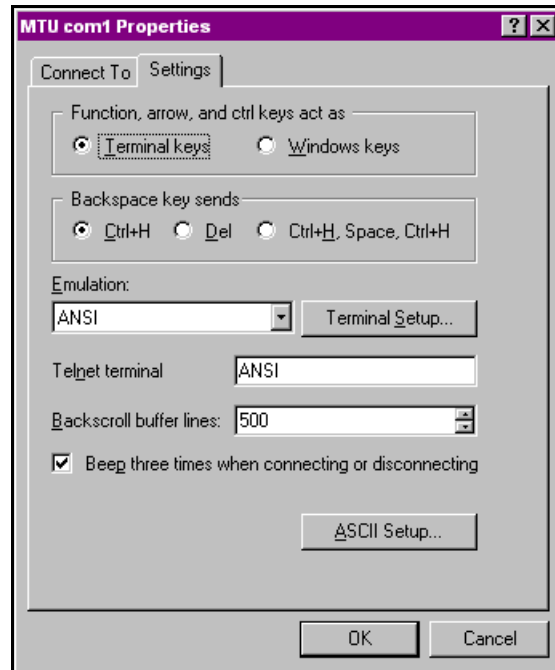 MTU com1 Properties
Connect To Settings
Function, arrow, and ctrl keys act as
Terminal keys Windows keys
Backspace key sends
Ctrl+H Del Ctrl+H, Space, Ctrl+H
Emulation:
ANSI Terminal Setup...
Telnet terminal ANSI
Backscroll buffer lines: 500
Beep three times when connecting or disconnecting
ASCII Setup...
OK Cancel